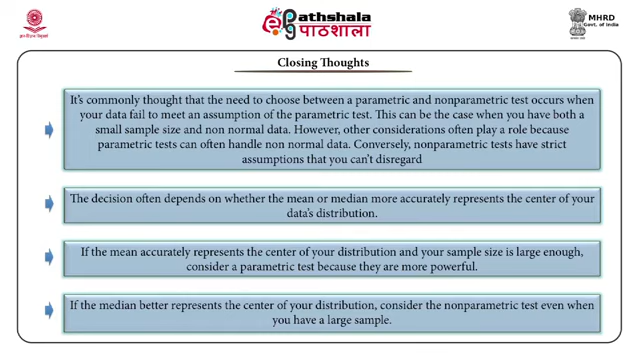 Pathshala
पाठशाला
MHRD
Govt. of India
Closing Thoughts
It's commonly thought that the need to choose between a parametric and nonparametric test occurs when
your data fail to meet an assumption of the parametric test. This can be the case when you have both a
small sample size and non normal data. However, other considerations often play a role because
parametric tests can often handle non normal data. Conversely, nonparametric tests have strict
assumptions that you can't disregard
The decision often depends on whether the mean or median more accurately represents the center of your
data's distribution.
If the mean accurately represents the center of your distribution and your sample size is large enough,
consider a parametric test because they are more powerful.
If the median better represents the center of your distribution, consider the nonparametric test even when
you have a large sample.